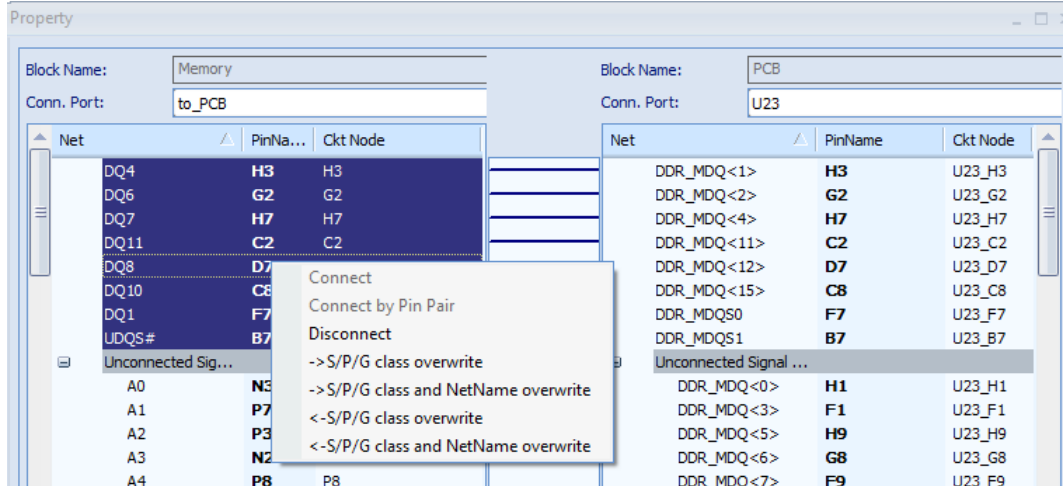 Property
Block Name: Memory Block Name: PCB
Conn. Port: to_PCB Conn. Port: U23
Net PinNa... Ckt Node Net PinName Ckt Node
DQ4 H3 H3 DDR_MDQ<1> H3 U23_H3
DQ6 G2 G2 DDR_MDQ<2> G2 U23_G2
DQ7 H7 H7 DDR_MDQ<4> H7 U23_H7
DQ11 C2 C2 DDR_MDQ<11> C2 U23_C2
DQ8 D7 DDR_MDQ<12> D7 U23_D7
Connect
DQ10 C8 DDR_MDQ<15> C8 U23_C8
Connect by Pin Pair
DQ1 F7 DDR_MDQS0 F7 U23_F7
Disconnect
UDQS# B7 DDR_MDQS1 B7 U23_B7
->S/P/G class overwrite
Unconnected Sig... Unconnected Signal ...
->S/P/G class and NetName overwrite
A0 N3 DDR_MDQ<0> H1 U23_H1
A1 P7 DDR_MDQ<3> F1 U23_F1
<-S/P/G class overwrite
A2 P3 DDR_MDQ<5> H9 U23_H9
<-S/P/G class and NetName overwrite
A3 N2 DDR_MDQ<6> G8 U23_G8
A4 P8 P8 DDR_MDQ<7> F9 U23_F9